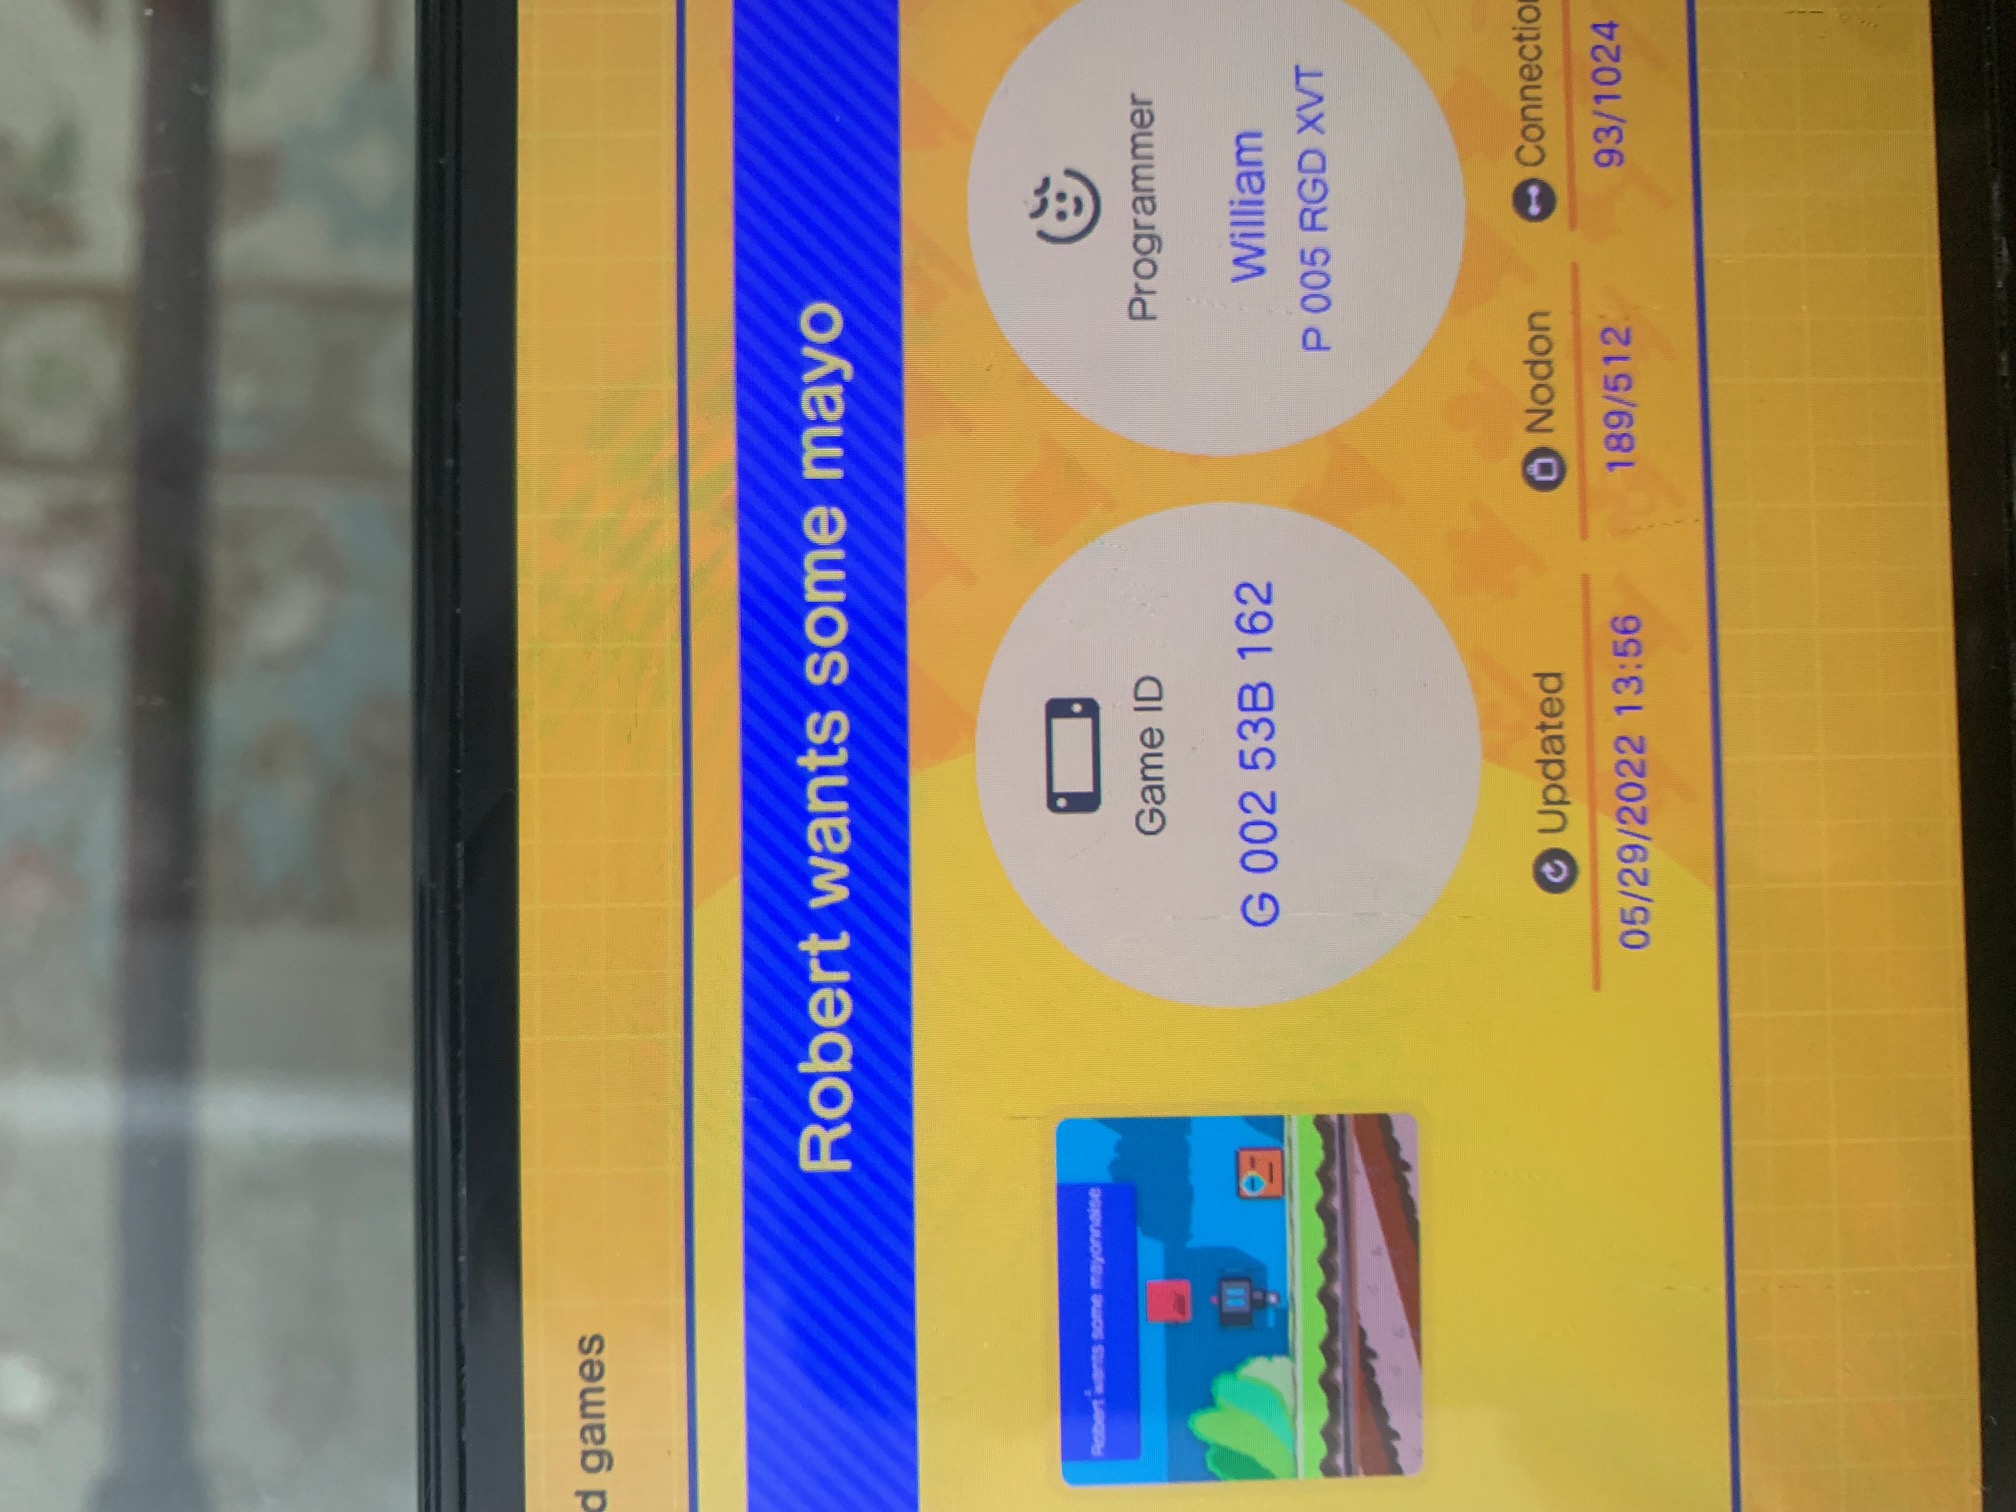 d games
Robert wants some mayo
Robert wants some mayonnaise
Game ID
G 002 53B 162
Programmer
William
P 005 RGD XVT
Updated
05/29/2022 13:56
Nodon
189/512
Connection
93/1024